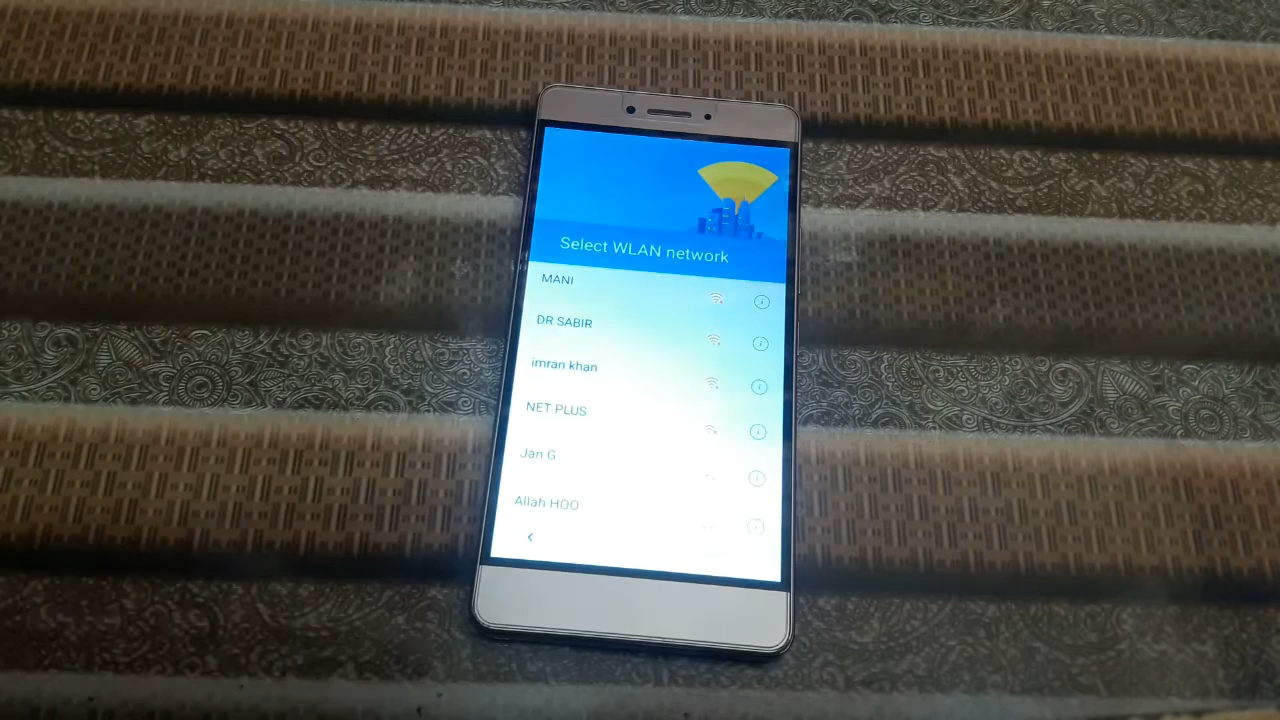 Select WLAN network
MANI
DR SABIR
imran khan
NET PLUS
Jan G
Allah HOO